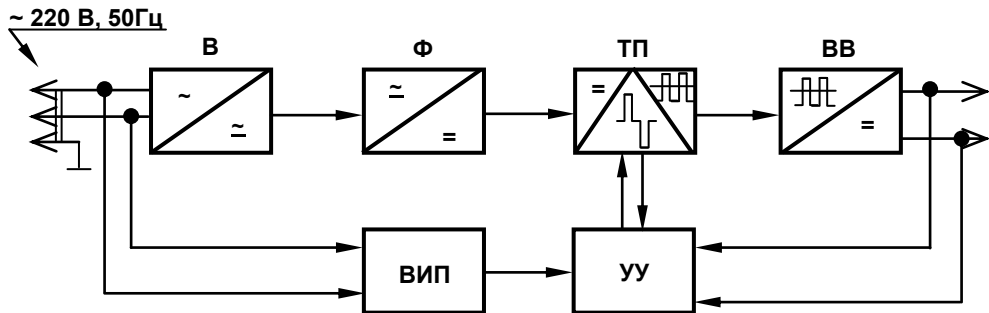 ~ 220 В, 50Гц
В
Ф
ТП
ВВ
~
≃
≃
=
=
=
ВИП
УУ